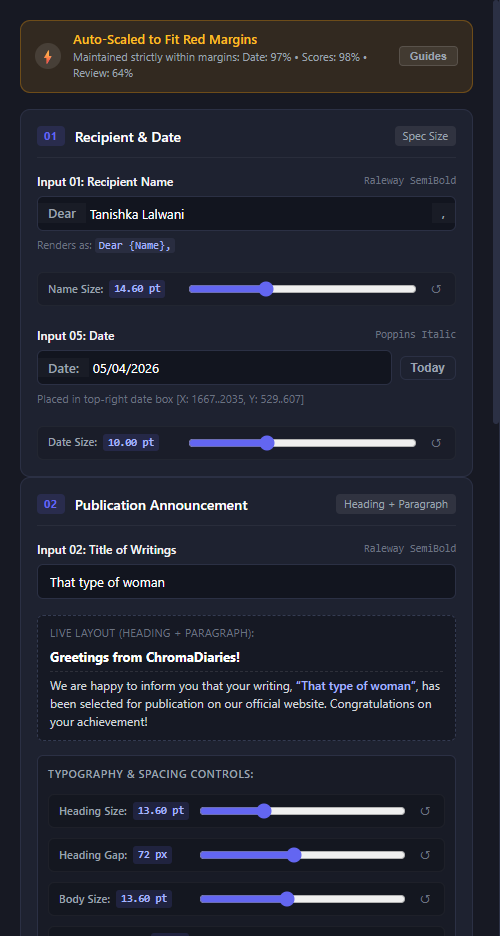 Auto-Scaled to Fit Red Margins
Maintained strictly within margins: Date: 97% • Scores: 98% •
Review: 64%
Guides
01 Recipient & Date Spec Size
Input 01: Recipient Name Raleway SemiBold
Dear Tanishka Lalwani ,
Renders as: Dear {Name},
Name Size: 14.60 pt ↺
Input 05: Date Poppins Italic
Date: 05/04/2026 Today
Placed in top-right date box [X: 1667..2035, Y: 529..607]
Date Size: 10.00 pt ↺
02 Publication Announcement Heading + Paragraph
Input 02: Title of Writings Raleway SemiBold
That type of woman
LIVE LAYOUT (HEADING + PARAGRAPH):
Greetings from ChromaDiaries!
We are happy to inform you that your writing, “That type of woman”, has
been selected for publication on our official website. Congratulations on
your achievement!
TYPOGRAPHY & SPACING CONTROLS:
Heading Size: 13.60 pt ↺
Heading Gap: 72 px ↺
Body Size: 13.60 pt ↺